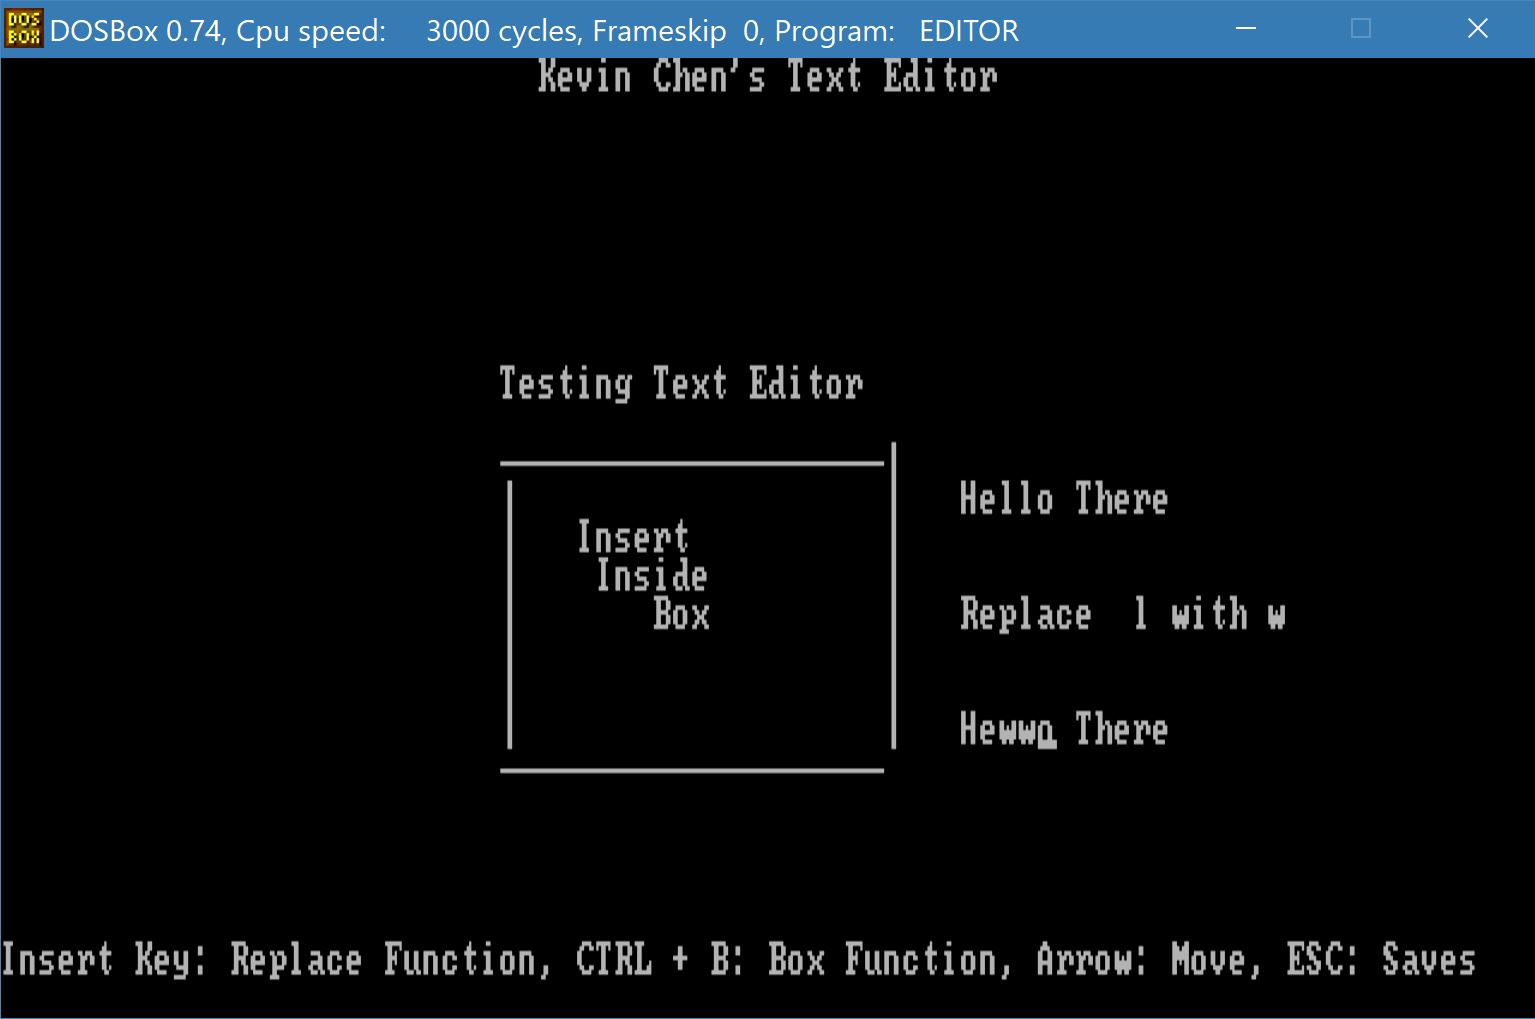 DOS
BOX
DOSBox 0.74, Cpu speed: 3000 cycles, Frameskip 0, Program: EDITOR
Kevin Chen's Text Editor
Testing Text Editor
Insert
Inside
Box
Hello There
Replace l with w
Hewwo There
Insert Key: Replace Function, CTRL + B: Box Function, Arrow: Move, ESC: Saves